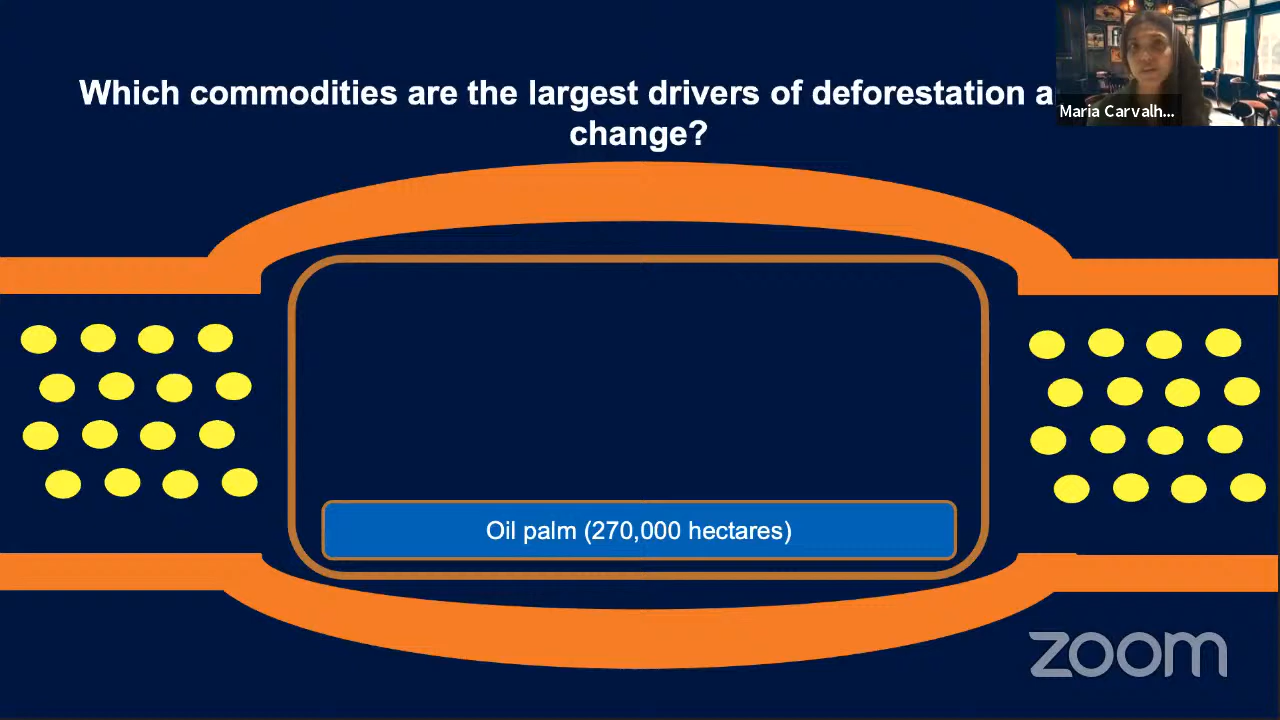 Which commodities are the largest drivers of deforestation a
change?
Maria Carvalh...
Oil palm (270,000 hectares)
zoom